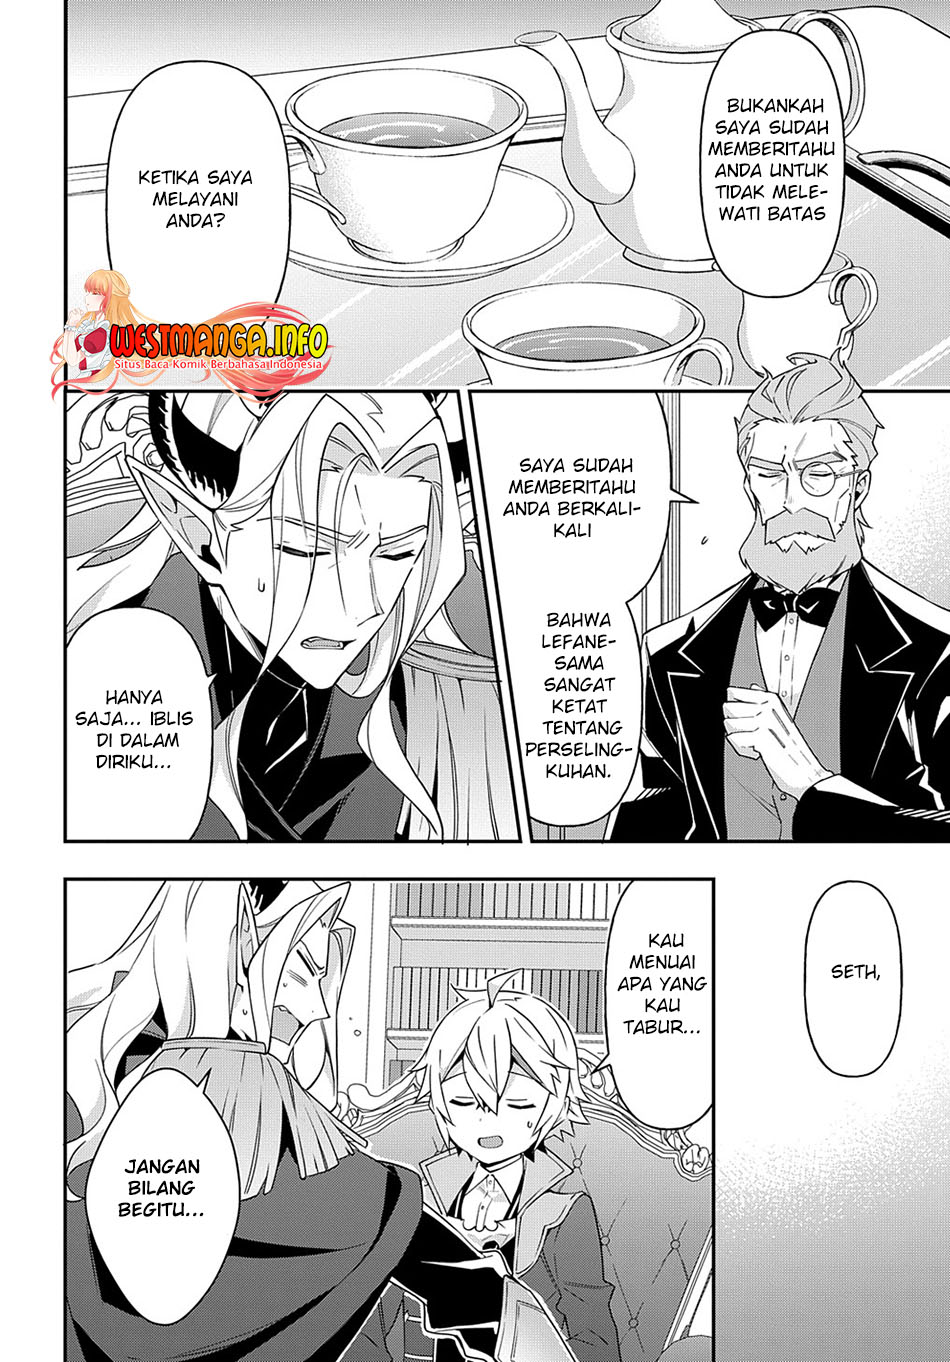 BUKANKAH
SAYA SUDAH
MEMBERITAHU
ANDA UNTUK
TIDAK MELE-
WATI BATAS
KETIKA SAYA
MELAYANI
ANDA?
WESTMANGA.INFO
Situs Baca Komik Berbahasa Indonesia
SAYA SUDAH
MEMBERITAHU
ANDA BERKALI-
KALI
BAHWA
LEFANE-
SAMA
SANGAT
KETAT
TENTANG
PERSELING-
KUHAN.
HANYA
SAJA... IBLIS
DI DALAM
DIRIKU...
SETH,
KAU
MENUAI
APA YANG
KAU
TABUR...
JANGAN
BILANG
BEGITU...